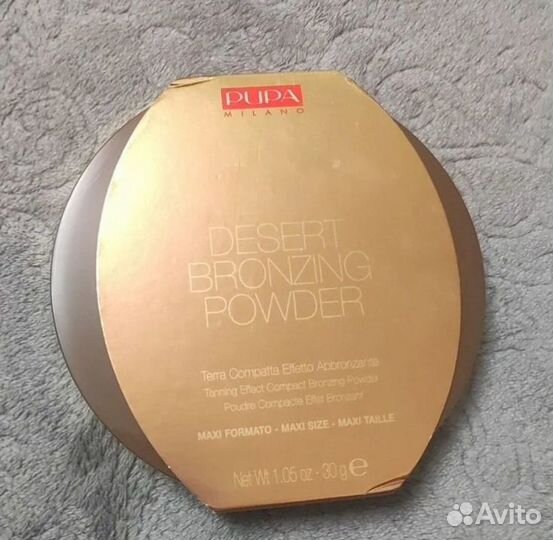 PUPA
MILANO
DESERT
BRONZING
POWDER
Terra Compatta Effetto Abbronzante
Tanning Effect Compact Bronzing Powder
Poudre Compacte Effet Bronzant
MAXI FORMATO - MAXI SIZE - MAXI TAILLE
Net Wt 1.05 oz - 30 g ℮
Avito